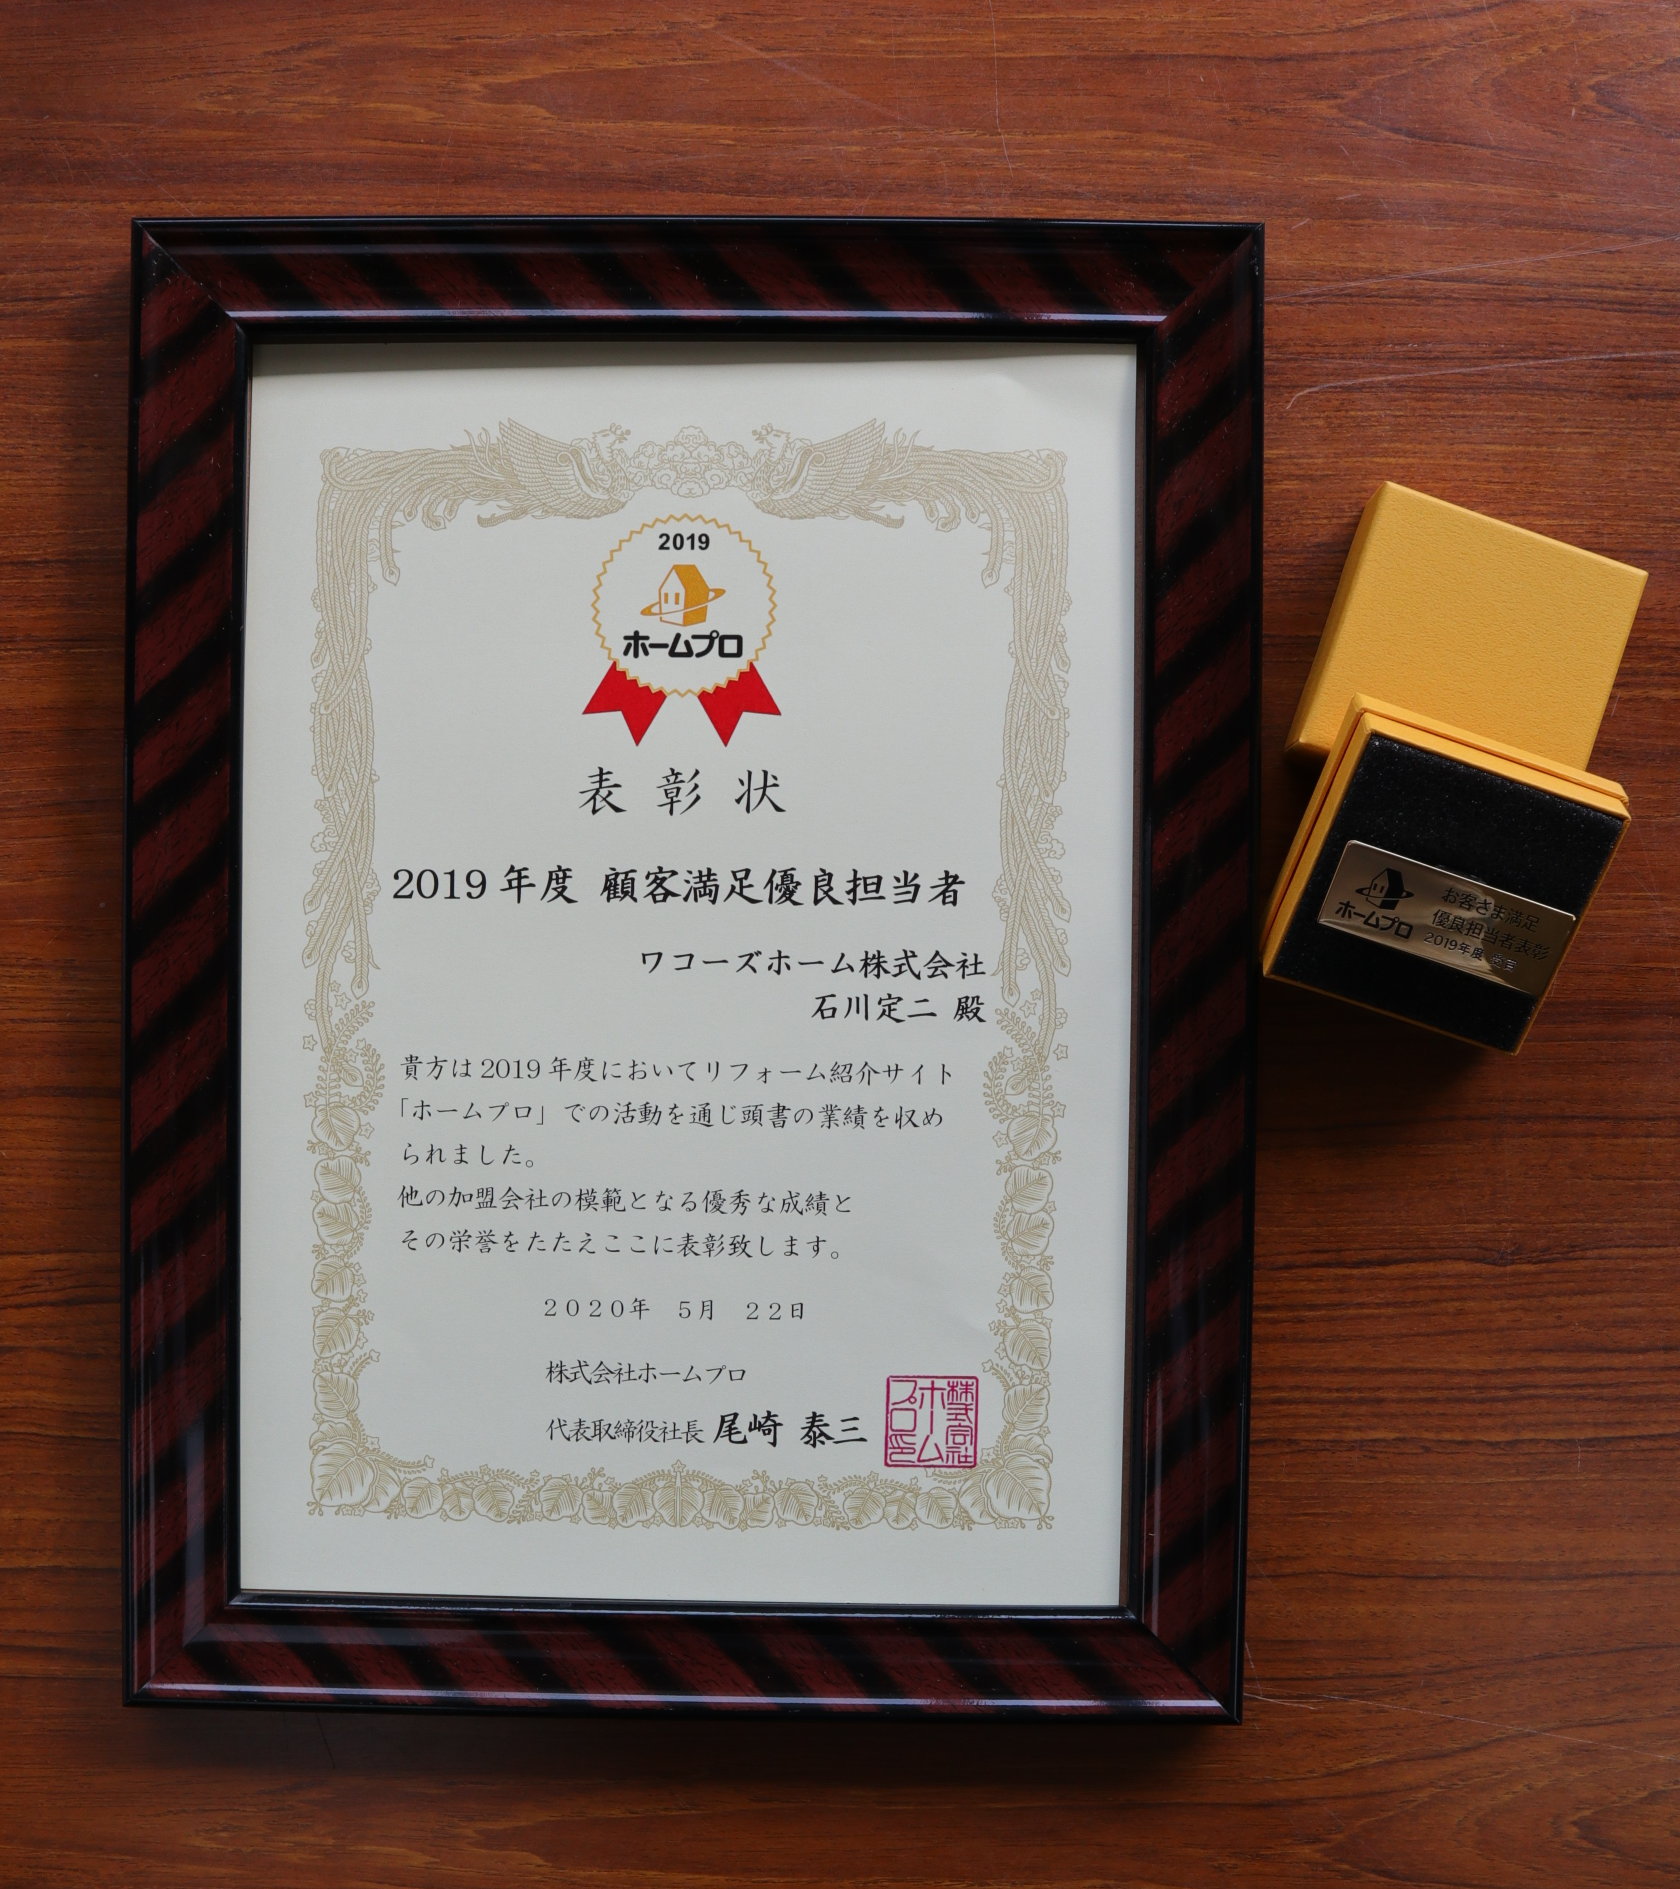 2019
ホームプロ
表彰状
2019年度 顧客満足優良担当者
ワコーズホーム株式会社
石川定二 殿
貴方は2019年度においてリフォーム紹介サイト
「ホームプロ」での活動を通じ頭書の業績を収め
られました。
他の加盟会社の模範となる優秀な成績と
その栄誉をたたえここに表彰致します。
2020年 5月 22日
株式会社ホームプロ
代表取締役社長 尾崎 泰三
株式会社
ホーム
プロ印
ホームプロ
お客さま満足
優良担当者表彰
2019年度